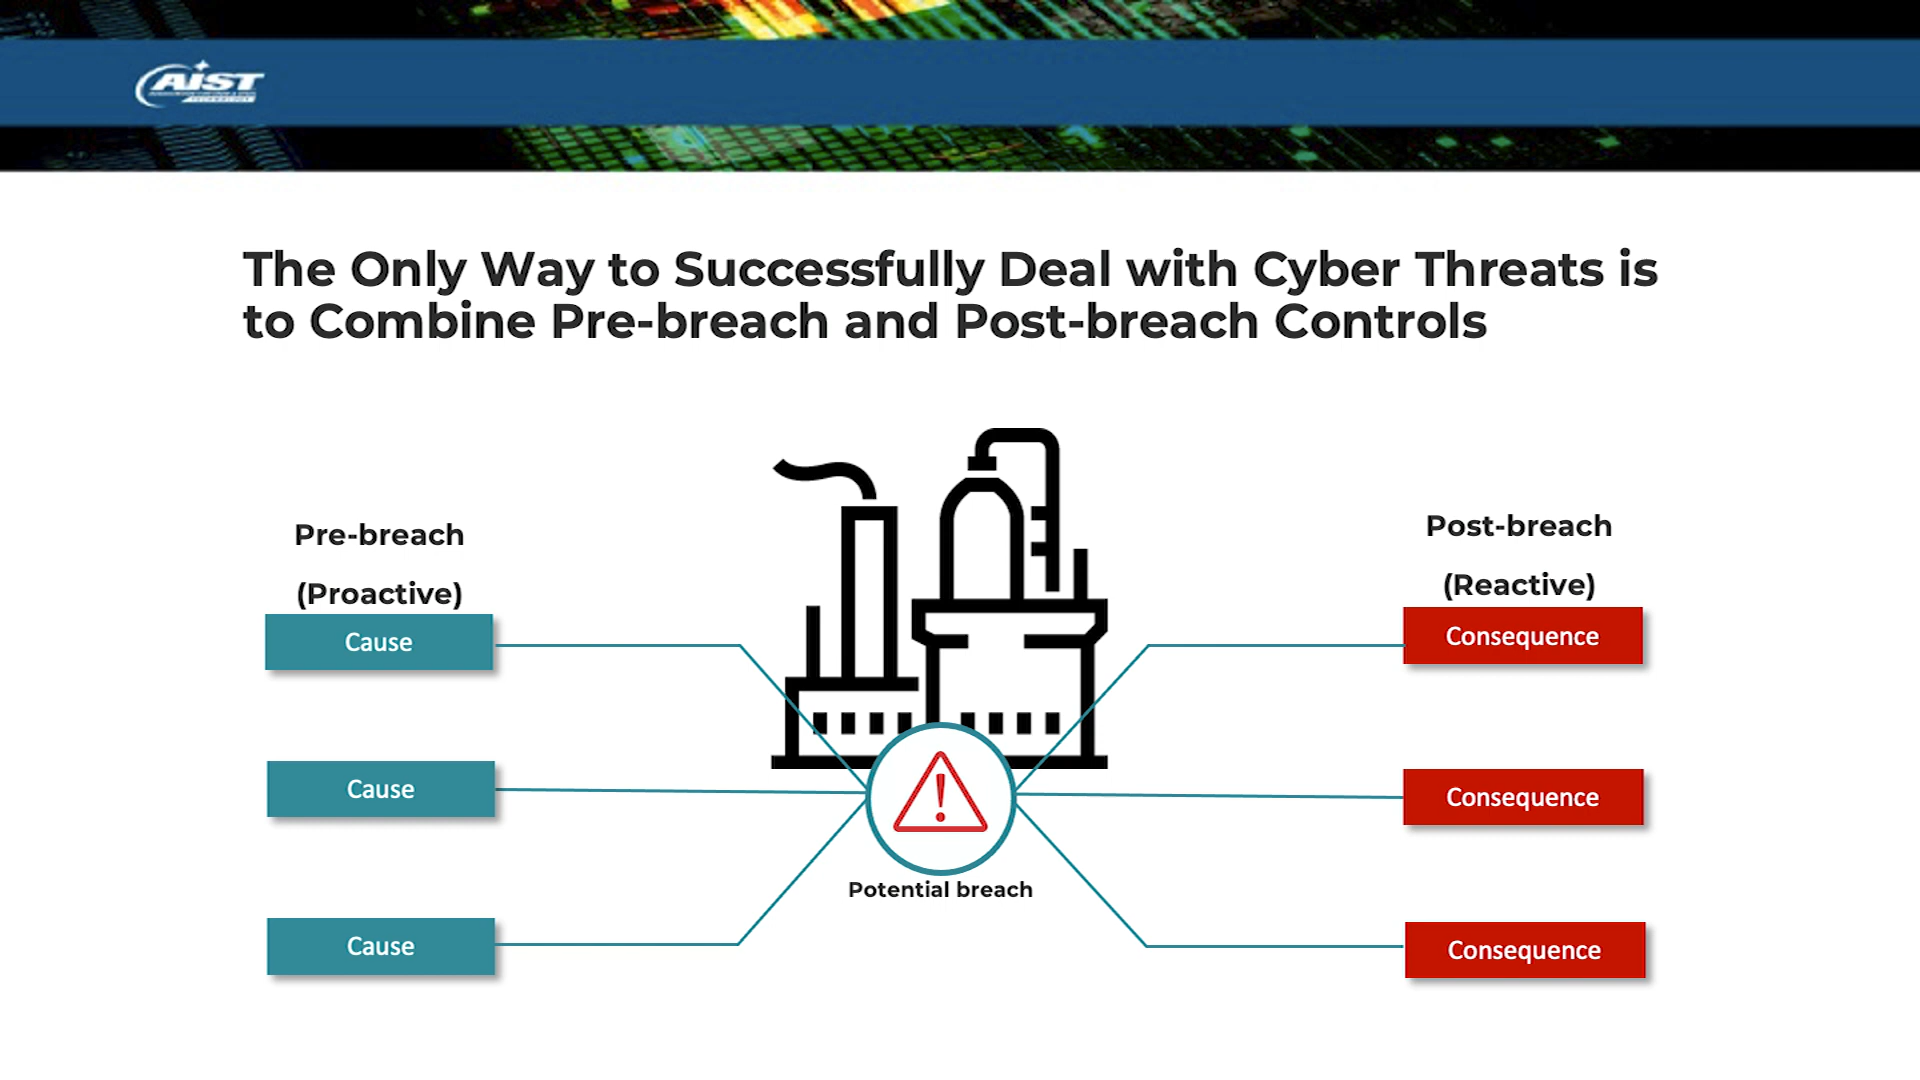 AIST
TECHNOLOGY
The Only Way to Successfully Deal with Cyber Threats is
to Combine Pre-breach and Post-breach Controls
Pre-breach
(Proactive)
Post-breach
(Reactive)
Cause
Consequence
Cause
Consequence
Potential breach
Cause
Consequence